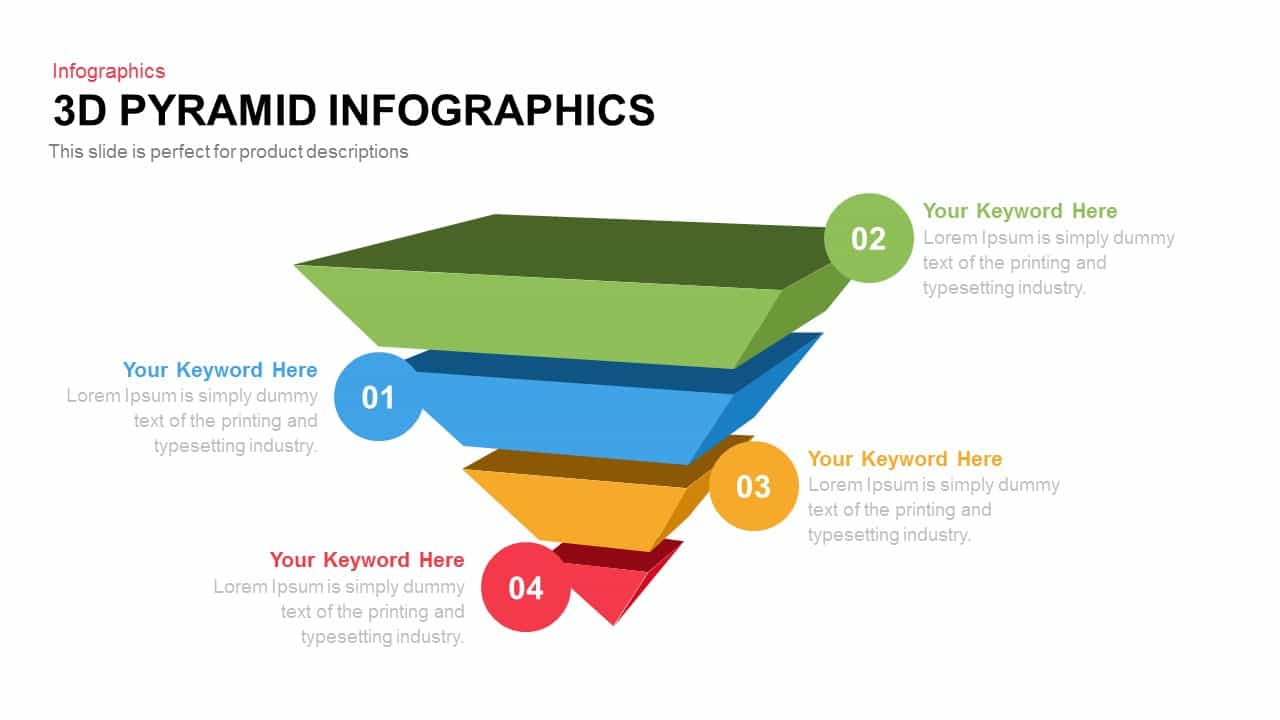 Infographics
3D PYRAMID INFOGRAPHICS
This slide is perfect for product descriptions
02
Your Keyword Here
Lorem Ipsum is simply dummy
text of the printing and
typesetting industry.
Your Keyword Here
Lorem Ipsum is simply dummy
text of the printing and
typesetting industry.
01
03
Your Keyword Here
Lorem Ipsum is simply dummy
text of the printing and
typesetting industry.
Your Keyword Here
Lorem Ipsum is simply dummy
text of the printing and
typesetting industry.
04